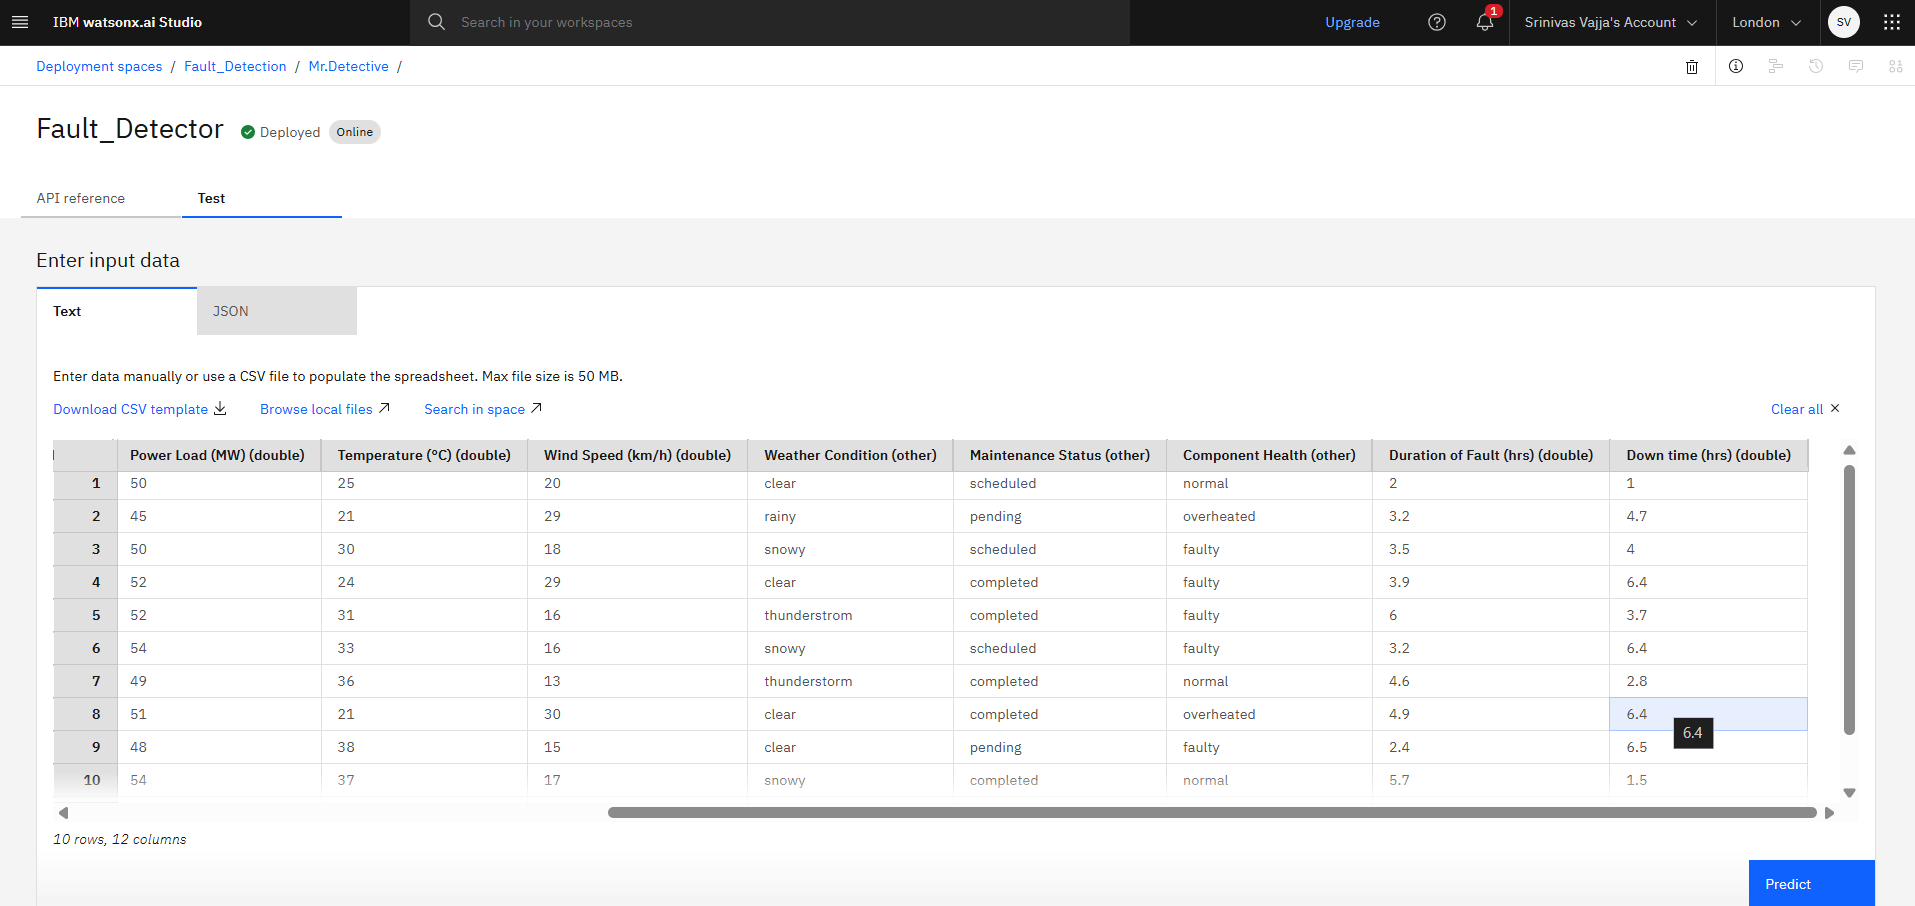 IBM watsonx.ai Studio Search in your workspaces Upgrade 1 Srinivas Vajja's Account London SV
Deployment spaces / Fault_Detection / Mr.Detective /
Fault_Detector Deployed Online
API reference Test
Enter input data
Text JSON
Enter data manually or use a CSV file to populate the spreadsheet. Max file size is 50 MB.
Download CSV template Browse local files Search in space Clear all
Power Load (MW) (double) Temperature (°C) (double) Wind Speed (km/h) (double) Weather Condition (other) Maintenance Status (other) Component Health (other) Duration of Fault (hrs) (double) Down time (hrs) (double)
1 50 25 20 clear scheduled normal 2 1
2 45 21 29 rainy pending overheated 3.2 4.7
3 50 30 18 snowy scheduled faulty 3.5 4
4 52 24 29 clear completed faulty 3.9 6.4
5 52 31 16 thunderstrom completed faulty 6 3.7
6 54 33 16 snowy scheduled faulty 3.2 6.4
7 49 36 13 thunderstorm completed normal 4.6 2.8
8 51 21 30 clear completed overheated 4.9 6.4
6.4
9 48 38 15 clear pending faulty 2.4 6.5
10 54 37 17 snowy completed normal 5.7 1.5
10 rows, 12 columns
Predict